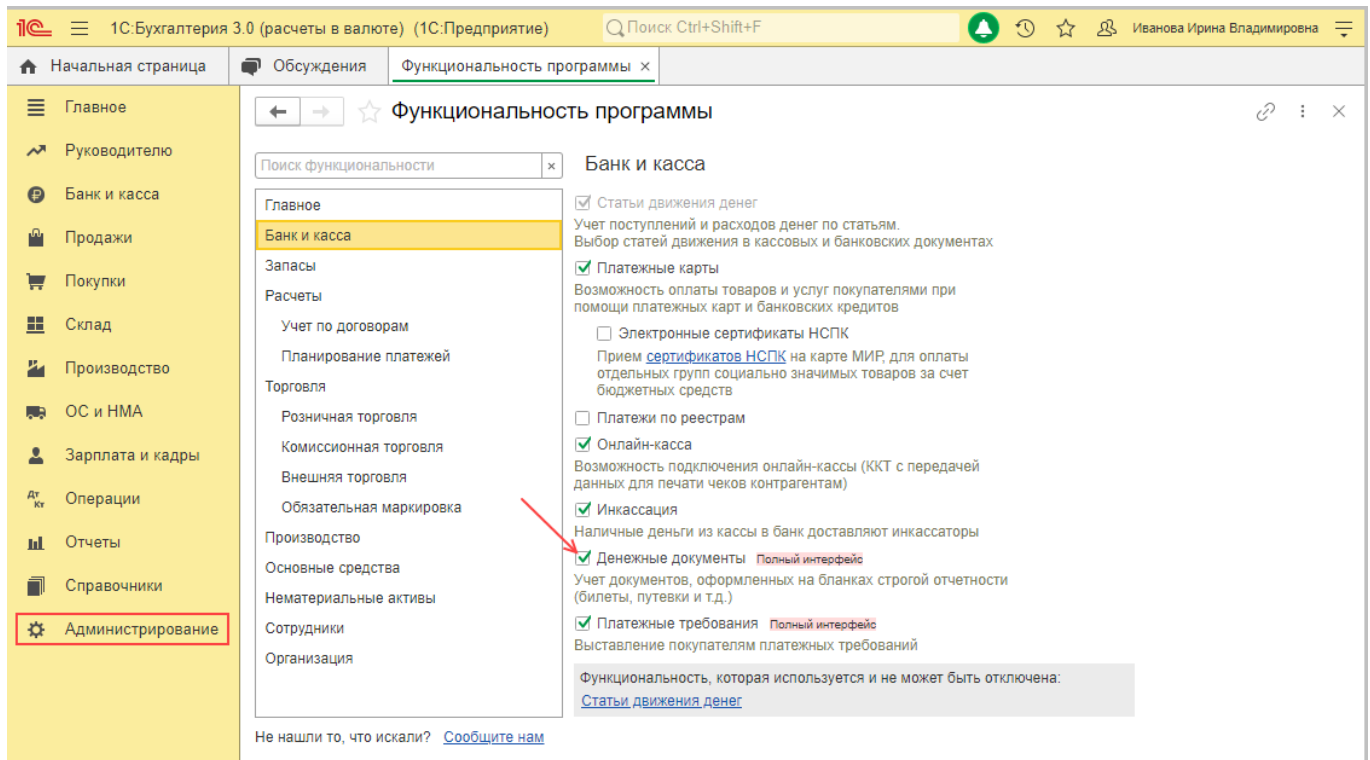 1С 1С:Бухгалтерия 3.0 (расчеты в валюте) (1С:Предприятие) Поиск Ctrl+Shift+F Иванова Ирина Владимировна
Начальная страница Обсуждения Функциональность программы ×
Главное
Руководителю
Банк и касса
Продажи
Покупки
Склад
Производство
ОС и НМА
Зарплата и кадры
Дт Кт Операции
Отчеты
Справочники
Администрирование
Функциональность программы
Поиск функциональности ×
Главное
Банк и касса
Запасы
Расчеты
Учет по договорам
Планирование платежей
Торговля
Розничная торговля
Комиссионная торговля
Внешняя торговля
Обязательная маркировка
Производство
Основные средства
Нематериальные активы
Сотрудники
Организация
Не нашли то, что искали? Сообщите нам
Банк и касса
Статьи движения денег
Учет поступлений и расходов денег по статьям.
Выбор статей движения в кассовых и банковских документах
Платежные карты
Возможность оплаты товаров и услуг покупателями при
помощи платежных карт и банковских кредитов
Электронные сертификаты НСПК
Прием сертификатов НСПК на карте МИР, для оплаты
отдельных групп социально значимых товаров за счет
бюджетных средств
Платежи по реестрам
Онлайн-касса
Возможность подключения онлайн-кассы (ККТ с передачей
данных для печати чеков контрагентам)
Инкассация
Наличные деньги из кассы в банк доставляют инкассаторы
Денежные документы Полный интерфейс
Учет документов, оформленных на бланках строгой отчетности
(билеты, путевки и т.д.)
Платежные требования Полный интерфейс
Выставление покупателям платежных требований
Функциональность, которая используется и не может быть отключена:
Статьи движения денег